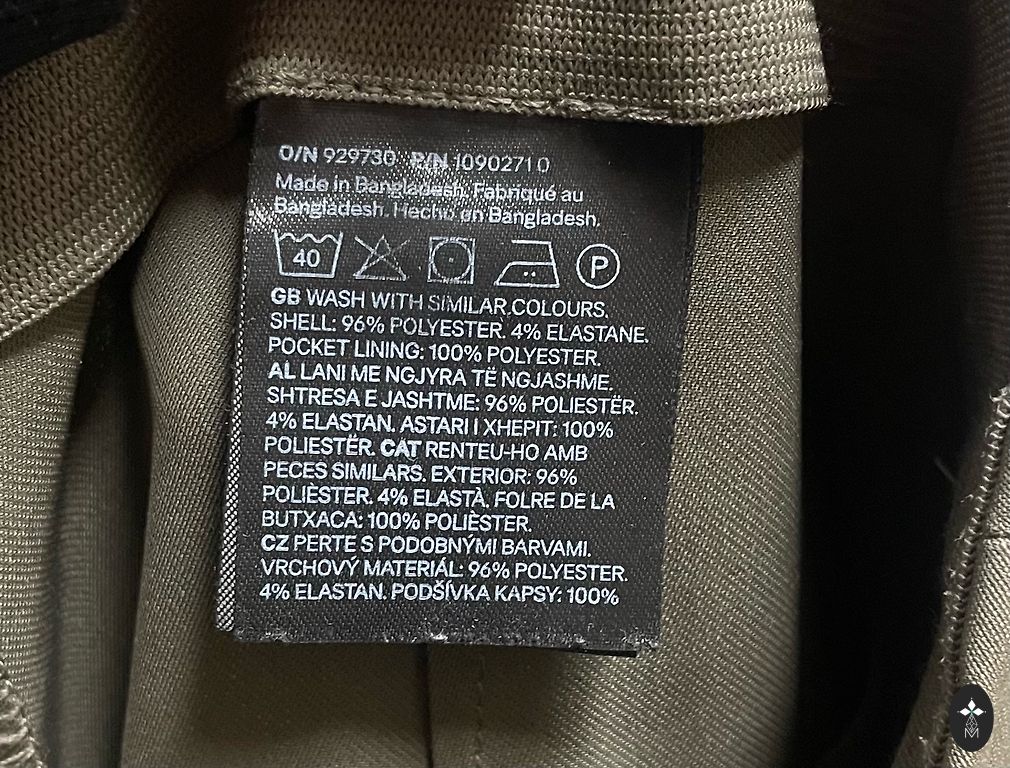 O/N 929730 P/N 10902710
Made in Bangladesh. Fabriqué au
Bangladesh. Hecho en Bangladesh.
40 P
GB WASH WITH SIMILAR COLOURS.
SHELL: 96% POLYESTER. 4% ELASTANE.
POCKET LINING: 100% POLYESTER.
AL LANI ME NGJYRA TË NGJASHME.
SHTRESA E JASHTME: 96% POLIESTËR.
4% ELASTAN. ASTARI I XHEPIT: 100%
POLIESTËR. CAT RENTEU-HO AMB
PECES SIMILARS. EXTERIOR: 96%
POLIÈSTER. 4% ELASTÀ. FOLRE DE LA
BUTXACA: 100% POLIÈSTER.
CZ PERTE S PODOBNÝMI BARVAMI.
VRCHOVÝ MATERIÁL: 96% POLYESTER.
4% ELASTAN. PODŠÍVKA KAPSY: 100%
M